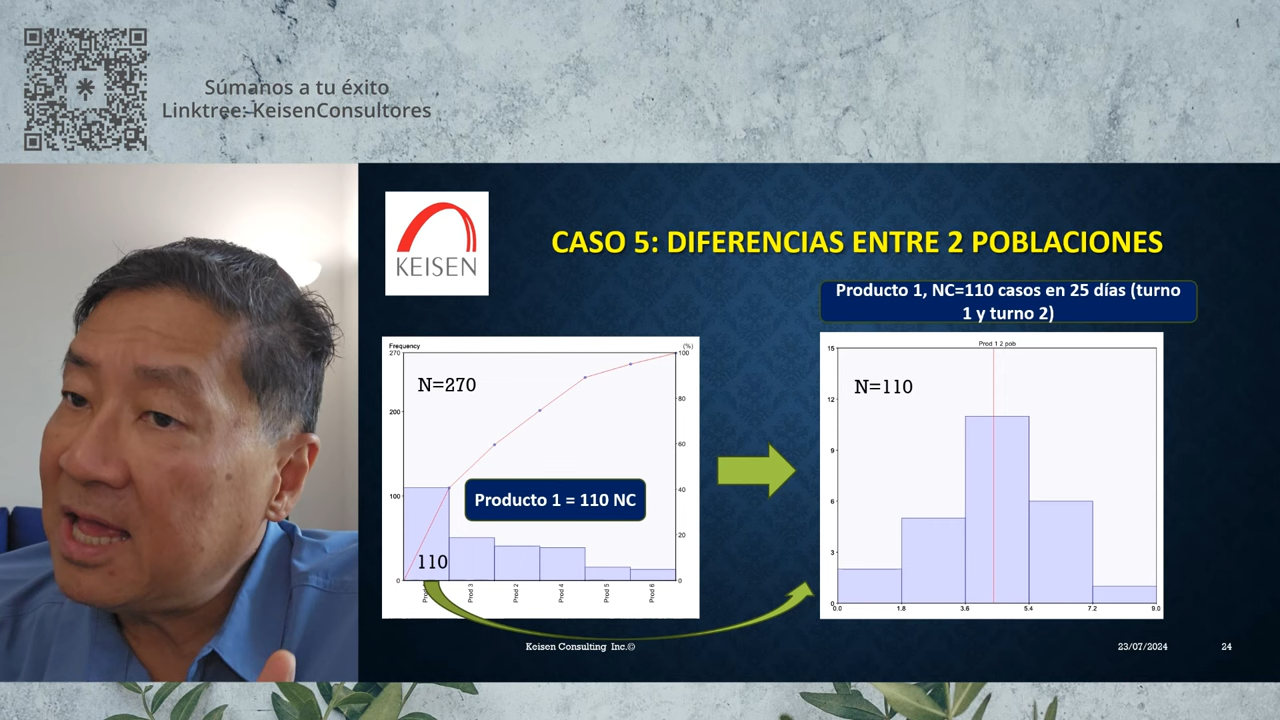 Súmanos a tu éxito
Linktree: KeisenConsultores
KEISEN
CASO 5: DIFERENCIAS ENTRE 2 POBLACIONES
Producto 1, NC=110 casos en 25 días (turno
1 y turno 2)
Frequency
(%)
270
200
100
0
100
80
60
40
20
0
N=270
Producto 1 = 110 NC
110
Prod 3
Prod 2
Prod 4
Prod 5
Prod 6
Prod 1 2 pob
N=110
15
12
9
6
3
0
0.0 1.8 3.6 5.4 7.2 9.0
Keisen Consulting Inc.©
23/07/2024
24